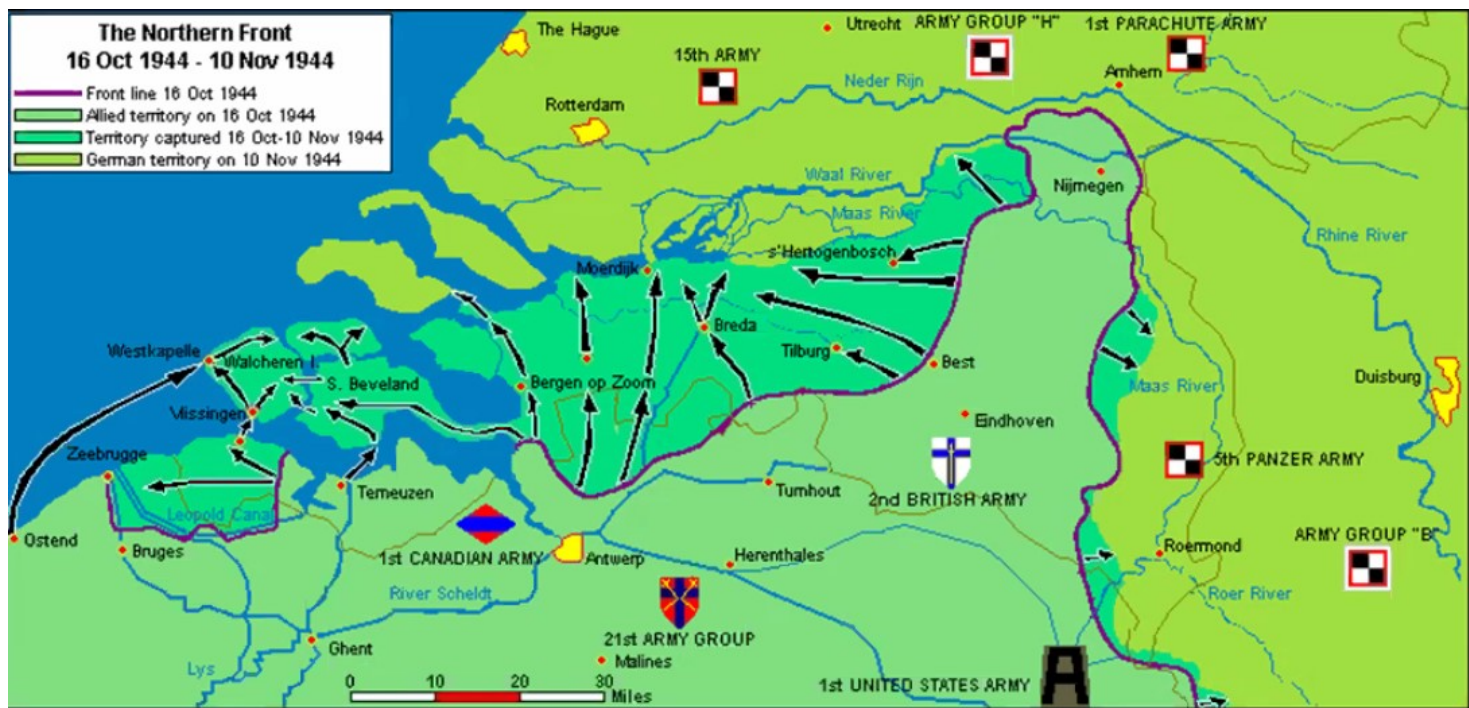 The Northern Front
16 Oct 1944 - 10 Nov 1944
Front line 16 Oct 1944
Allied territory on 16 Oct 1944
Territory captured 16 Oct-10 Nov 1944
German territory on 10 Nov 1944
The Hague
Utrecht
ARMY GROUP "H"
1st PARACHUTE ARMY
15th ARMY
Arnhem
Neder Rijn
Rotterdam
Waal River
Nijmegen
Maas River
Rhine River
s'Hertogenbosch
Moerdijk
Breda
Westkapelle
Walcheren I.
Tilburg
Best
S. Beveland
Bergen op Zoom
Maas River
Duisburg
Vlissingen
Eindhoven
Zeebrugge
5th PANZER ARMY
Terneuzen
Turnhout
2nd BRITISH ARMY
Leopold Canal
Ostend
Bruges
1st CANADIAN ARMY
Antwerp
Herenthales
Roermond
ARMY GROUP "B"
River Scheldt
Roer River
21st ARMY GROUP
Ghent
Malines
Lys
0 10 20 30
Miles
1st UNITED STATES ARMY
A